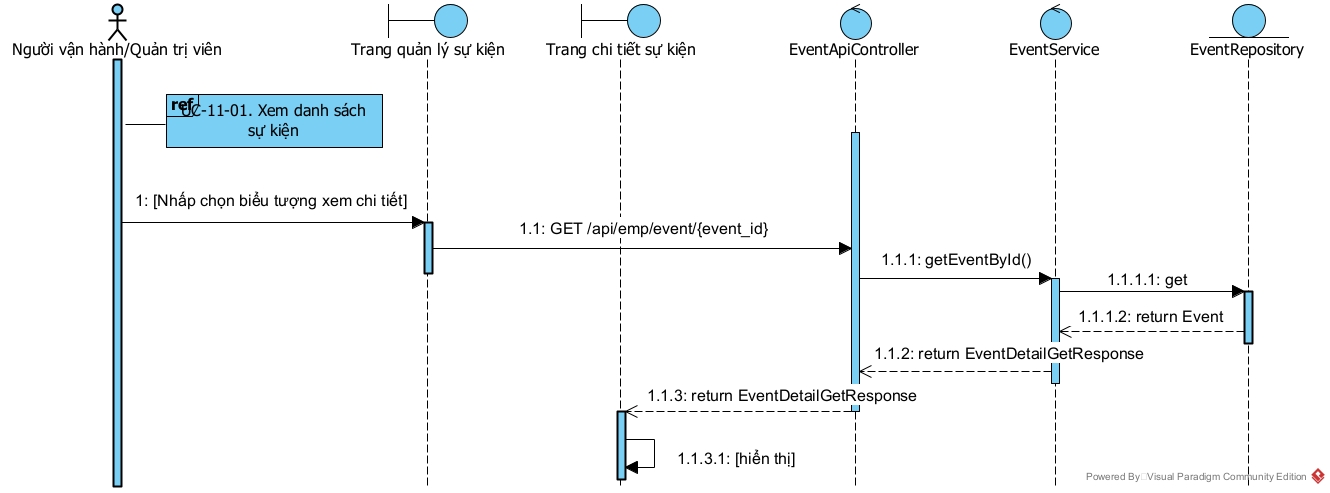 Người vận hành/Quản trị viên
Trang quản lý sự kiện
Trang chi tiết sự kiện
EventApiController
EventService
EventRepository
ref
UC-11-01. Xem danh sách
sự kiện
1: [Nhấp chọn biểu tượng xem chi tiết]
1.1: GET /api/emp/event/{event_id}
1.1.1: getEventById()
1.1.1.1: get
1.1.1.2: return Event
1.1.2: return EventDetailGetResponse
1.1.3: return EventDetailGetResponse
1.1.3.1: [hiển thị]
Powered By Visual Paradigm Community Edition